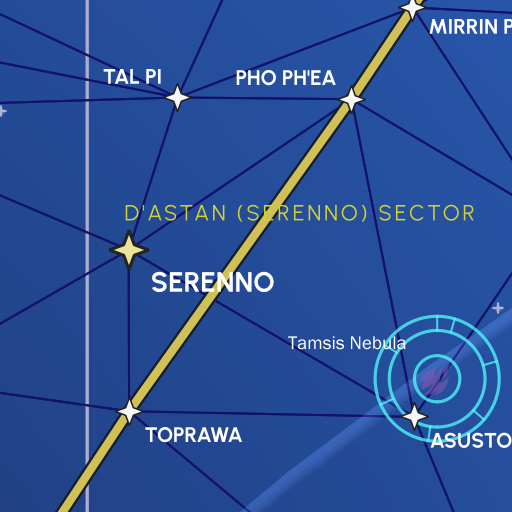 MIRRIN P
TAL PI
PHO PH'EA
D'ASTAN (SERENNO) SECTOR
SERENNO
Tamsis Nebula
TOPRAWA
ASUSTO